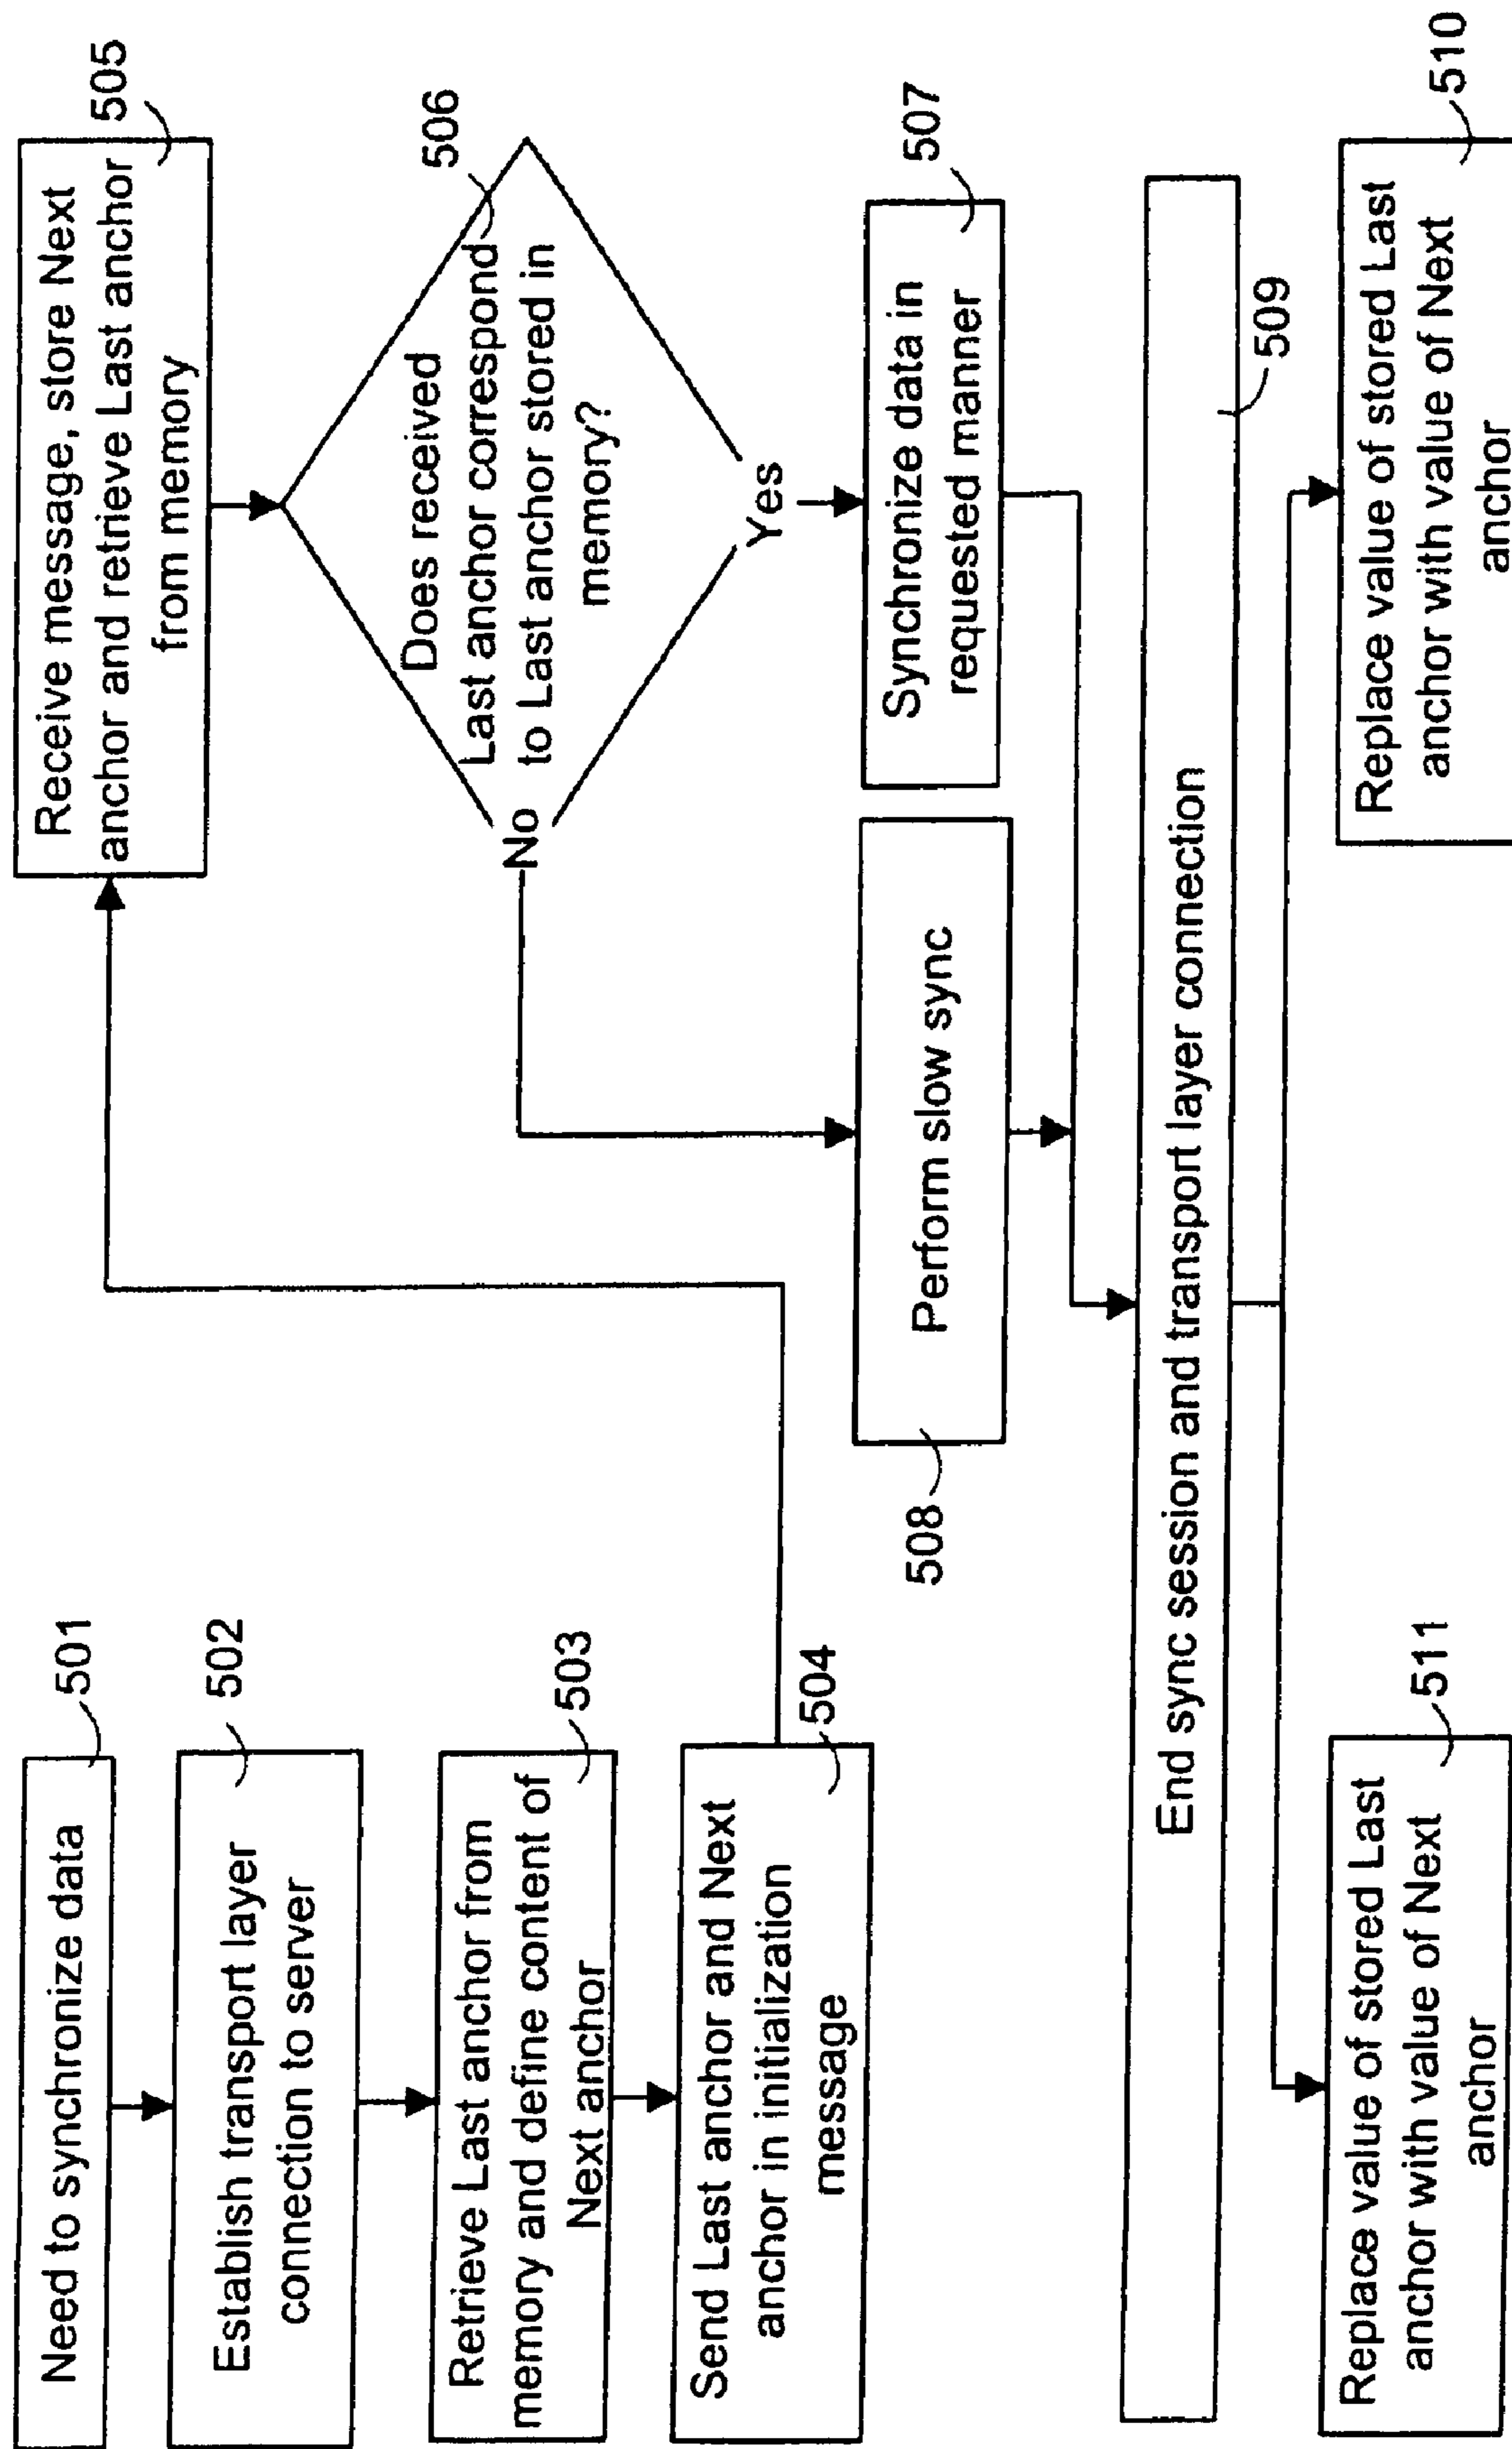 Need to synchronize data
501
Establish transport layer
connection to server
502
Retrieve Last anchor from
memory and define content of
Next anchor
503
Send Last anchor and Next
anchor in initialization
message
504
Receive message, store Next
anchor and retrieve Last anchor
from memory
505
Does received
Last anchor correspond
to Last anchor stored in
memory?
506
No
Yes
Synchronize data in
requested manner
507
Perform slow sync
508
End sync session and transport layer connection
509
Replace value of stored Last
anchor with value of Next
anchor
510
Replace value of stored Last
anchor with value of Next
anchor
511